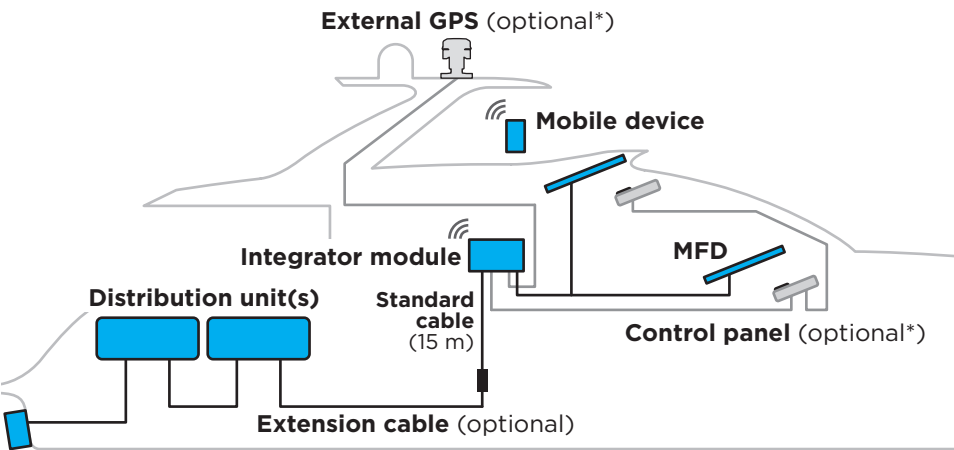 External GPS (optional*)
Mobile device
Integrator module
MFD
Distribution unit(s)
Standard
cable
(15 m)
Control panel (optional*)
Extension cable (optional)